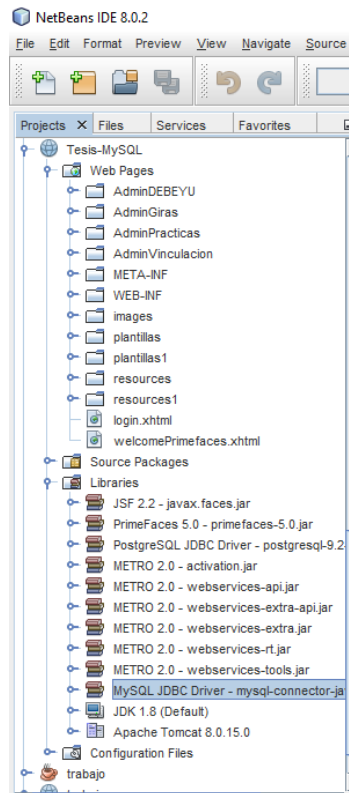 NetBeans IDE 8.0.2
File Edit Format Preview View Navigate Source
Projects Files Services Favorites
Tesis-MySQL
Web Pages
AdminDEBEYU
AdminGiras
AdminPracticas
AdminVinculacion
META-INF
WEB-INF
images
plantillas
plantillas1
resources
resources1
login.xhtml
welcomePrimefaces.xhtml
Source Packages
Libraries
JSF 2.2 - javax.faces.jar
PrimeFaces 5.0 - primefaces-5.0.jar
PostgreSQL JDBC Driver - postgresql-9.2-
METRO 2.0 - activation.jar
METRO 2.0 - webservices-api.jar
METRO 2.0 - webservices-extra-api.jar
METRO 2.0 - webservices-extra.jar
METRO 2.0 - webservices-rt.jar
METRO 2.0 - webservices-tools.jar
MySQL JDBC Driver - mysql-connector-ja
JDK 1.8 (Default)
Apache Tomcat 8.0.15.0
Configuration Files
trabajo